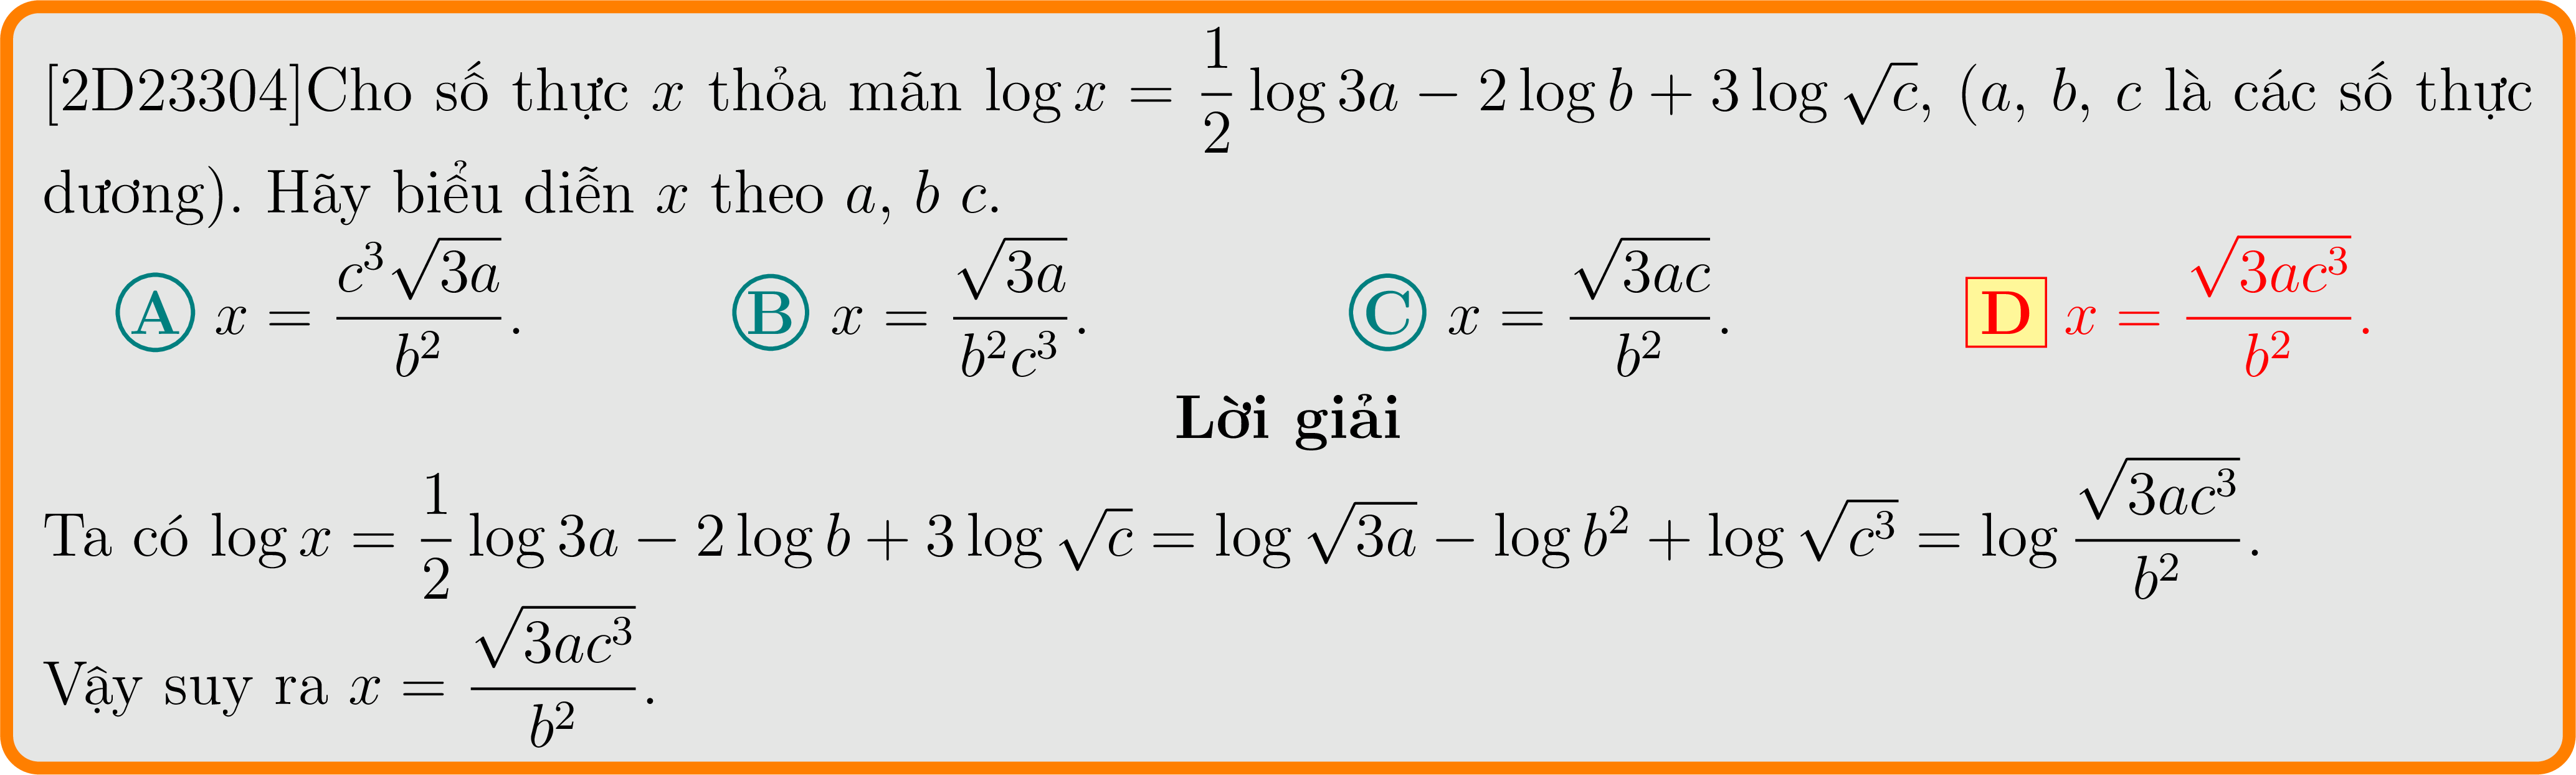 [2D23304]Cho số thực x thỏa mãn log x = \frac{1}{2} log 3a − 2 log b + 3 log √c, (a, b, c là các số thực
dương). Hãy biểu diễn x theo a, b c.
A x = \frac{c^3\sqrt{3a}}{b^2}. B x = \frac{\sqrt{3a}}{b^2c^3}. C x = \frac{\sqrt{3ac}}{b^2}. D x = \frac{\sqrt{3ac^3}}{b^2}.
Lời giải
Ta có log x = \frac{1}{2} log 3a − 2 log b + 3 log √c = log \sqrt{3a} − log b^2 + log \sqrt{c^3} = log \frac{\sqrt{3ac^3}}{b^2}.
Vậy suy ra x = \frac{\sqrt{3ac^3}}{b^2}.